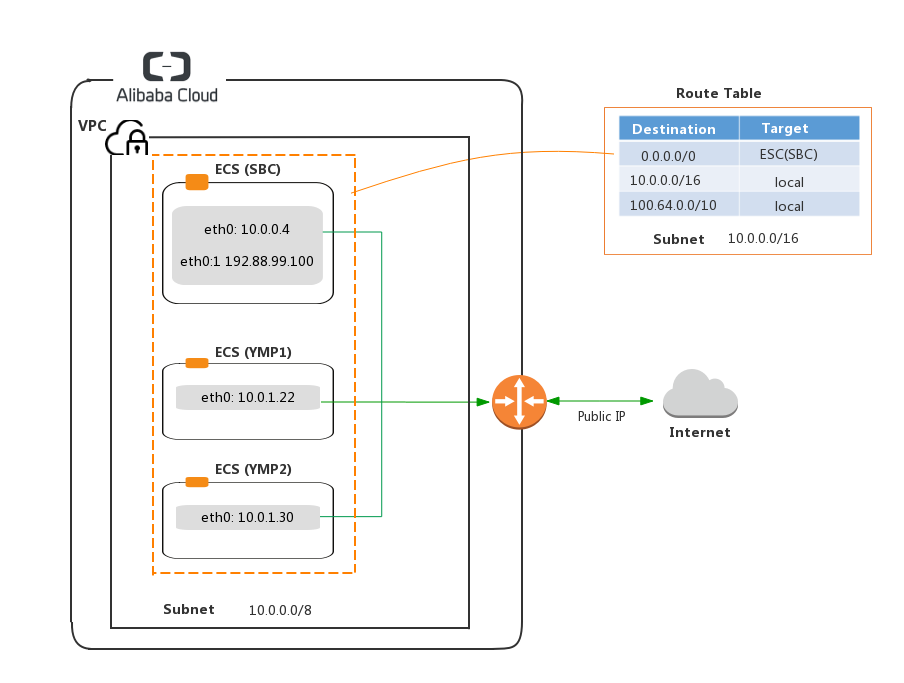 Alibaba Cloud
VPC
ECS (SBC)
eth0: 10.0.0.4
eth0:1 192.88.99.100
ECS (YMP1)
eth0: 10.0.1.22
ECS (YMP2)
eth0: 10.0.1.30
Subnet 10.0.0.0/8
Route Table
Destination Target
0.0.0.0/0 ESC(SBC)
10.0.0.0/16 local
100.64.0.0/10 local
Subnet 10.0.0.0/16
Public IP
Internet